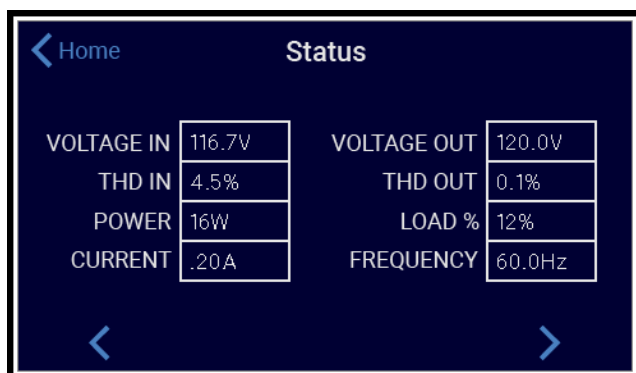 Home Status
VOLTAGE IN 116.7V VOLTAGE OUT 120.0V
THD IN 4.5% THD OUT 0.1%
POWER 16W LOAD % 12%
CURRENT .20A FREQUENCY 60.0Hz